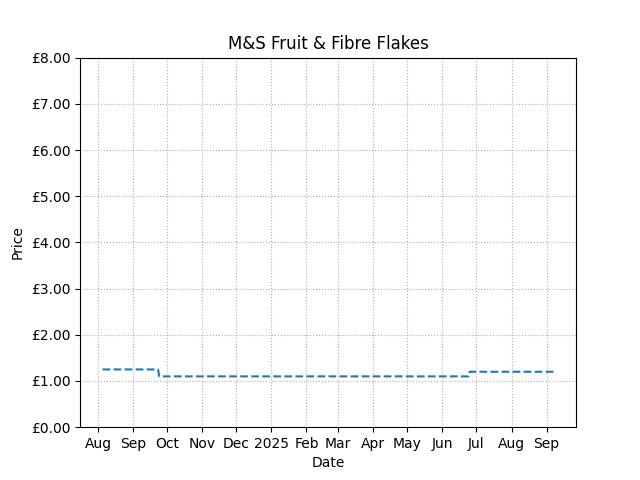 M&S Fruit & Fibre Flakes
£8.00
£7.00
£6.00
£5.00
£4.00
£3.00
£2.00
£1.00
£0.00
Price
Aug Sep Oct Nov Dec 2025 Feb Mar Apr May Jun Jul Aug Sep
Date